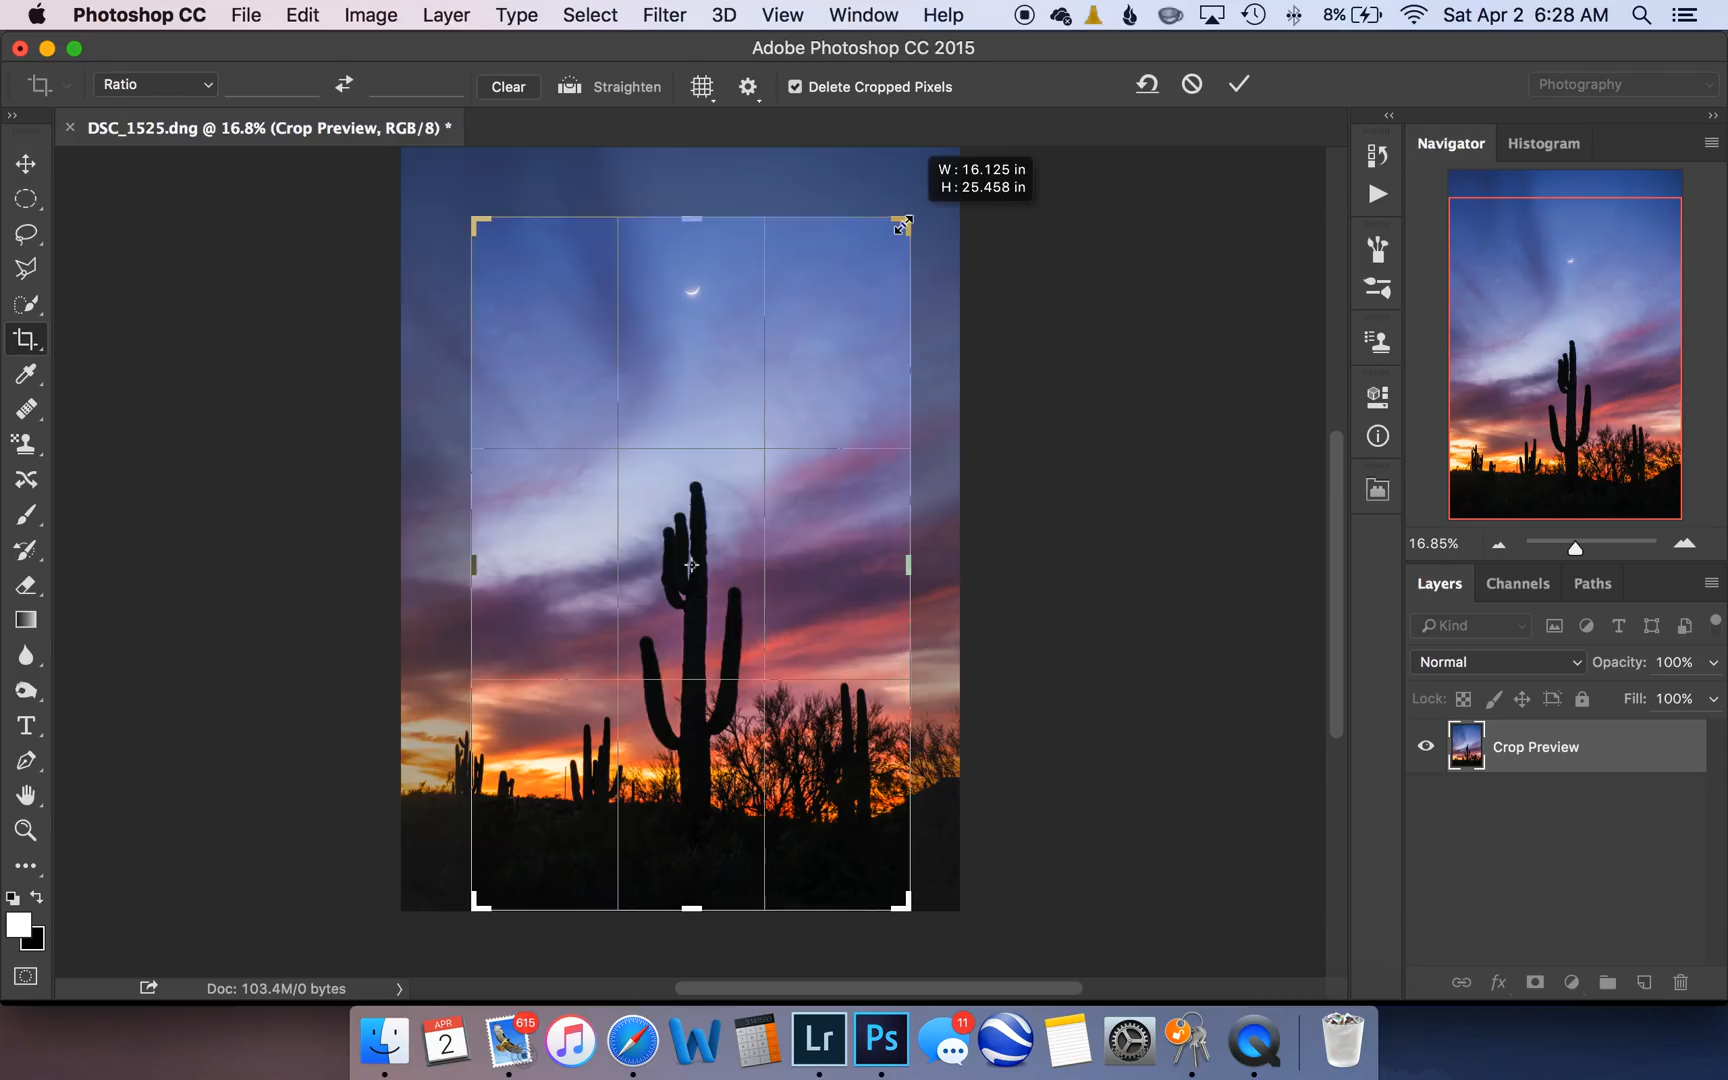 Photoshop CC File Edit Image Layer Type Select Filter 3D View Window Help 8% Sat Apr 2 6:28 AM
Adobe Photoshop CC 2015
Ratio Clear Straighten Delete Cropped Pixels Photography
DSC_1525.dng @ 16.8% (Crop Preview, RGB/8) *
Navigator Histogram
W : 16.125 in
H : 25.458 in
16.85%
Layers Channels Paths
Kind
Normal Opacity: 100%
Lock: Fill: 100%
Crop Preview
fx
Doc: 103.4M/0 bytes
APR
2
615
W
Lr
Ps
11